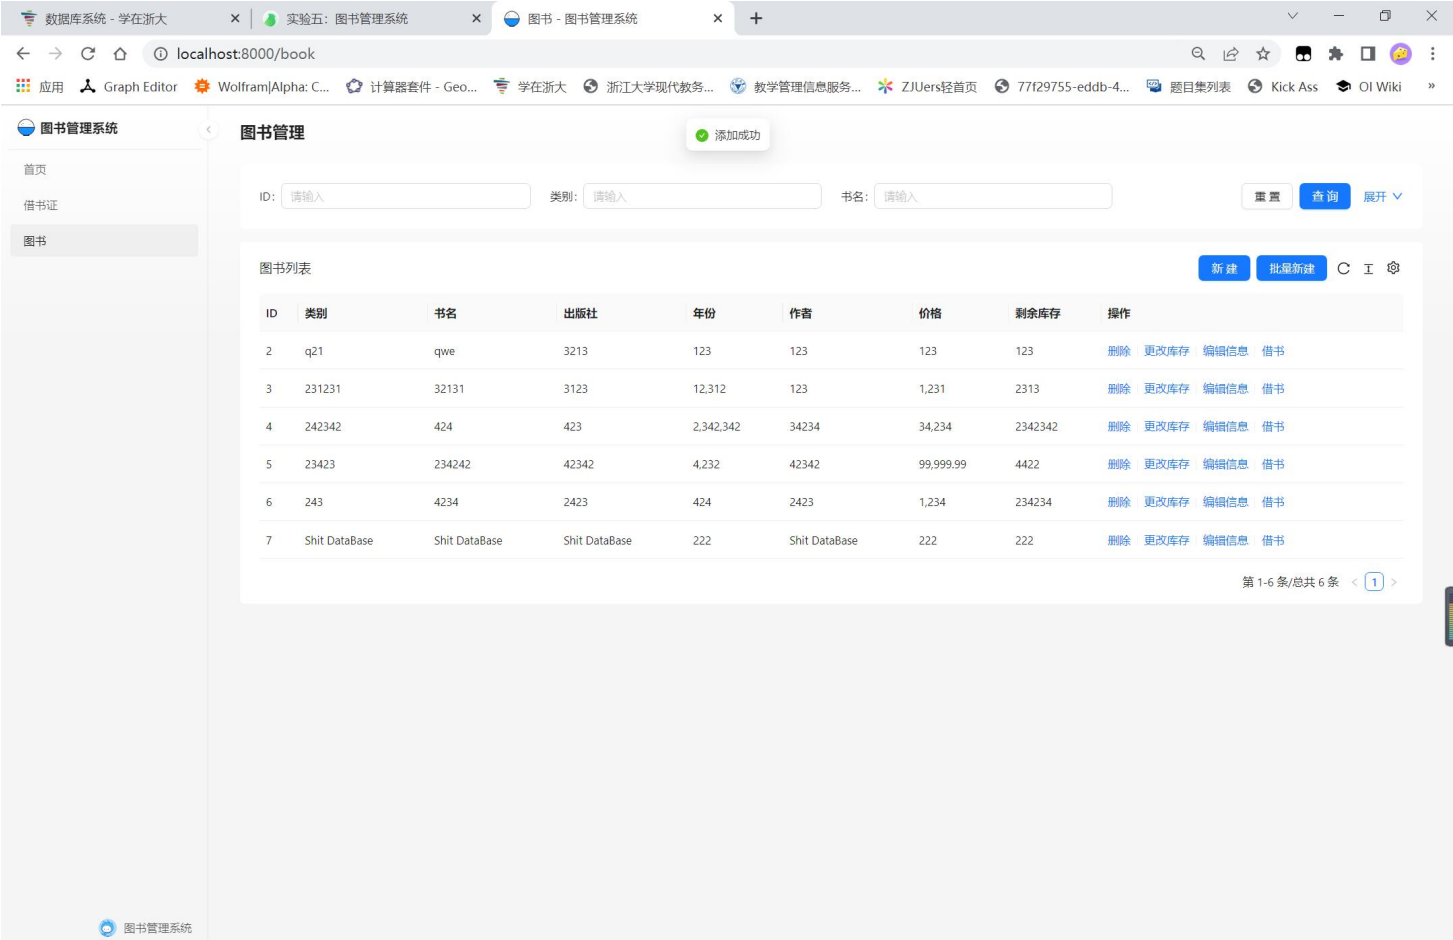 数据库系统 - 学在浙大
实验五：图书管理系统
图书 - 图书管理系统
localhost:8000/book
应用 Graph Editor Wolfram|Alpha: C... 计算器套件 - Geo... 学在浙大 浙江大学现代教务... 教学管理信息服务... ZJUers轻首页 77f29755-eddb-4... 题目集列表 Kick Ass OI Wiki »
图书管理系统
首页
借书证
图书
图书管理
添加成功
ID: 请输入 类别: 请输入 书名: 请输入 重置 查询 展开
图书列表 新建 批量新建
ID 类别 书名 出版社 年份 作者 价格 剩余库存 操作
2 q21 qwe 3213 123 123 123 123 删除 更改库存 编辑信息 借书
3 231231 32131 3123 12,312 123 1,231 2313 删除 更改库存 编辑信息 借书
4 242342 424 423 2,342,342 34234 34,234 2342342 删除 更改库存 编辑信息 借书
5 23423 234242 42342 4,232 42342 99,999.99 4422 删除 更改库存 编辑信息 借书
6 243 4234 2423 424 2423 1,234 234234 删除 更改库存 编辑信息 借书
7 Shit DataBase Shit DataBase Shit DataBase 222 Shit DataBase 222 222 删除 更改库存 编辑信息 借书
第 1-6 条/总共 6 条 < 1 >
图书管理系统